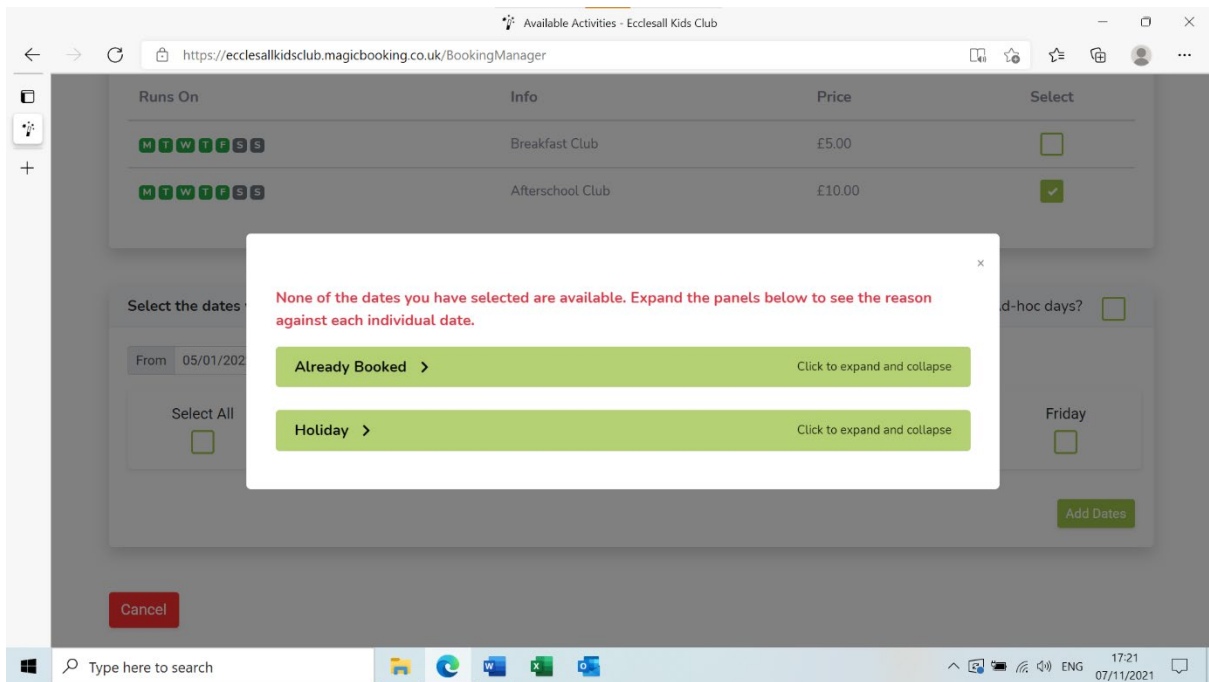 Available Activities - Ecclesall Kids Club
https://ecclesallkidsclub.magicbooking.co.uk/BookingManager
Runs On Info Price Select
M T W T F S S Breakfast Club £5.00
M T W T F S S Afterschool Club £10.00
×
None of the dates you have selected are available. Expand the panels below to see the reason
against each individual date.
Select the dates d-hoc days?
From 05/01/202
Already Booked > Click to expand and collapse
Select All Friday
Holiday > Click to expand and collapse
Add Dates
Cancel
Type here to search
ENG
17:21
07/11/2021